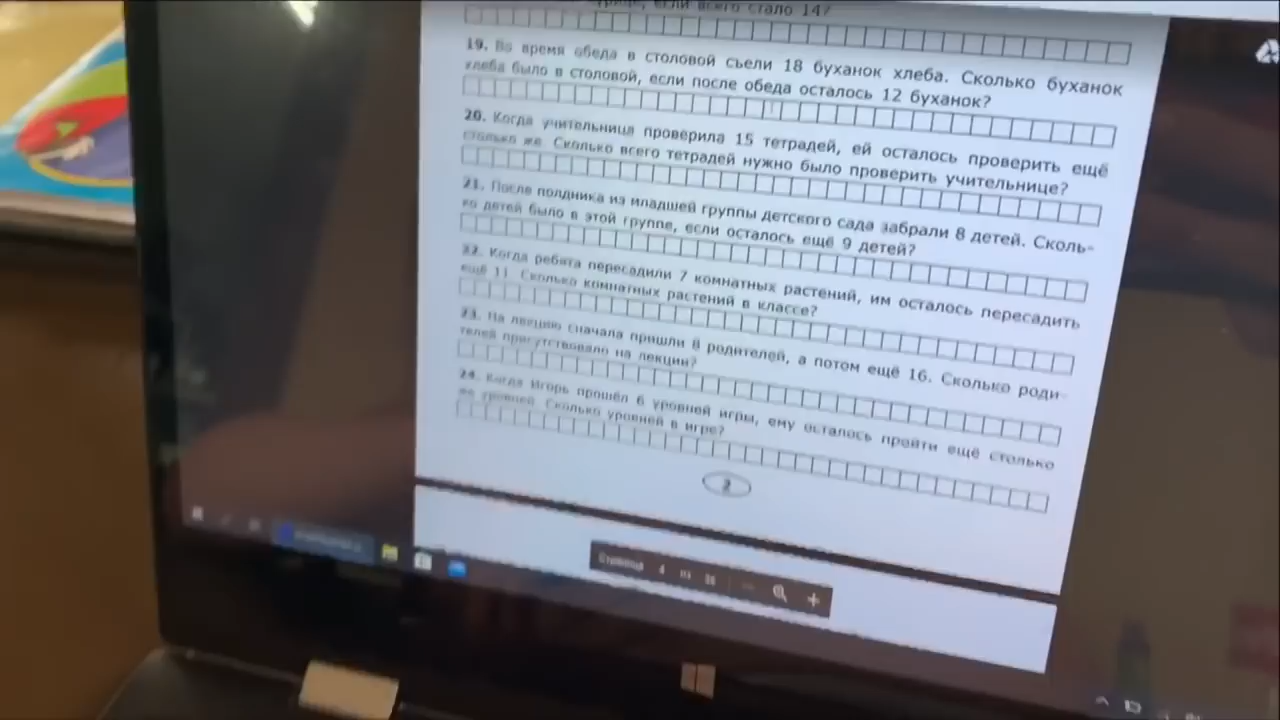 если всего стало 14?
19. Во время обеда в столовой съели 18 буханок хлеба. Сколько буханок
хлеба было в столовой, если после обеда осталось 12 буханок?
20. Когда учительница проверила 15 тетрадей, ей осталось проверить ещё
столько же. Сколько всего тетрадей нужно было проверить учительнице?
21. После полдника из младшей группы детского сада забрали 8 детей. Сколь-
ко детей было в этой группе, если осталось ещё 9 детей?
22. Когда ребята пересадили 7 комнатных растений, им осталось пересадить
ещё 11. Сколько комнатных растений в классе?
23. На лекцию сначала пришли 8 родителей, а потом ещё 16. Сколько роди-
телей присутствовало на лекции?
24. Когда Игорь прошёл 6 уровней игры, ему осталось пройти ещё столько
же уровней. Сколько уровней в игре?
2
Страница 4 из